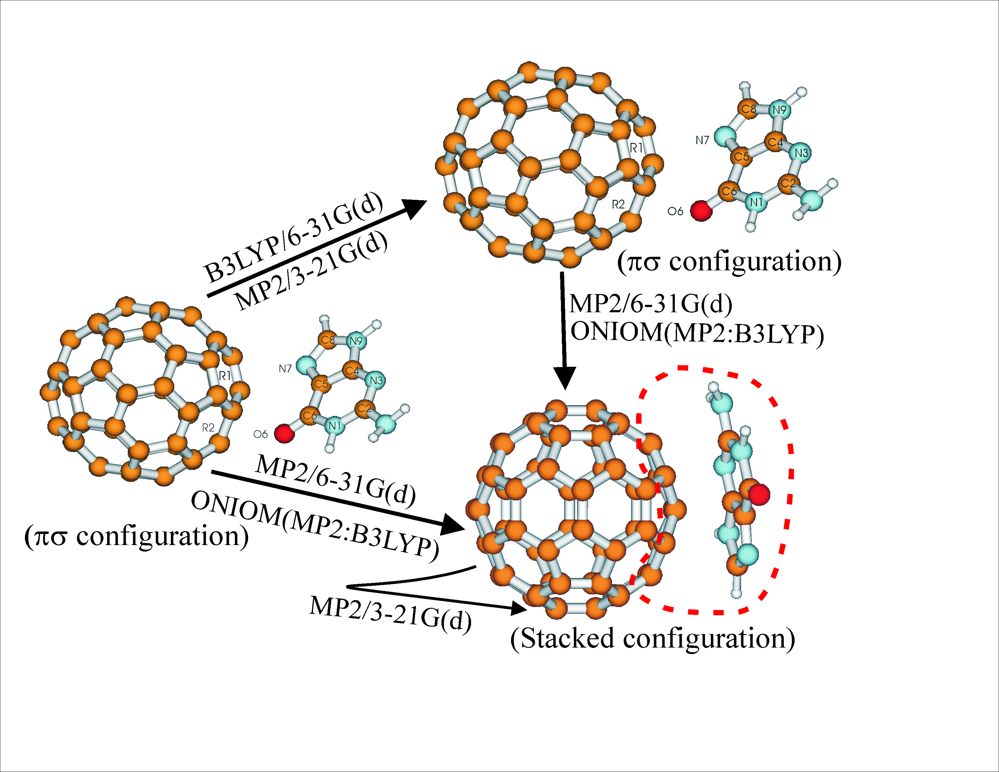 C8 N9
N7
C4
C5
N3
R1
C6
C2
N1
R2
O6
(πσ configuration)
B3LYP/6-31G(d)
MP2/3-21G(d)
MP2/6-31G(d)
ONIOM(MP2:B3LYP)
C8 N9
N7
C4
C5
N3
R1
C6
C2
N1
R2
O6
MP2/6-31G(d)
ONIOM(MP2:B3LYP)
(πσ configuration)
MP2/3-21G(d)
(Stacked configuration)